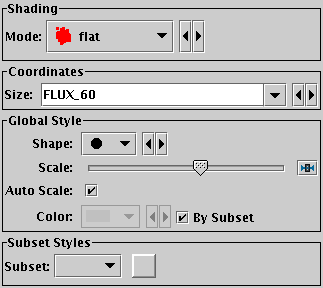 Shading
Mode: flat
Coordinates
Size: FLUX_60
Global Style
Shape:
Scale:
Auto Scale:
Color: By Subset
Subset Styles
Subset: